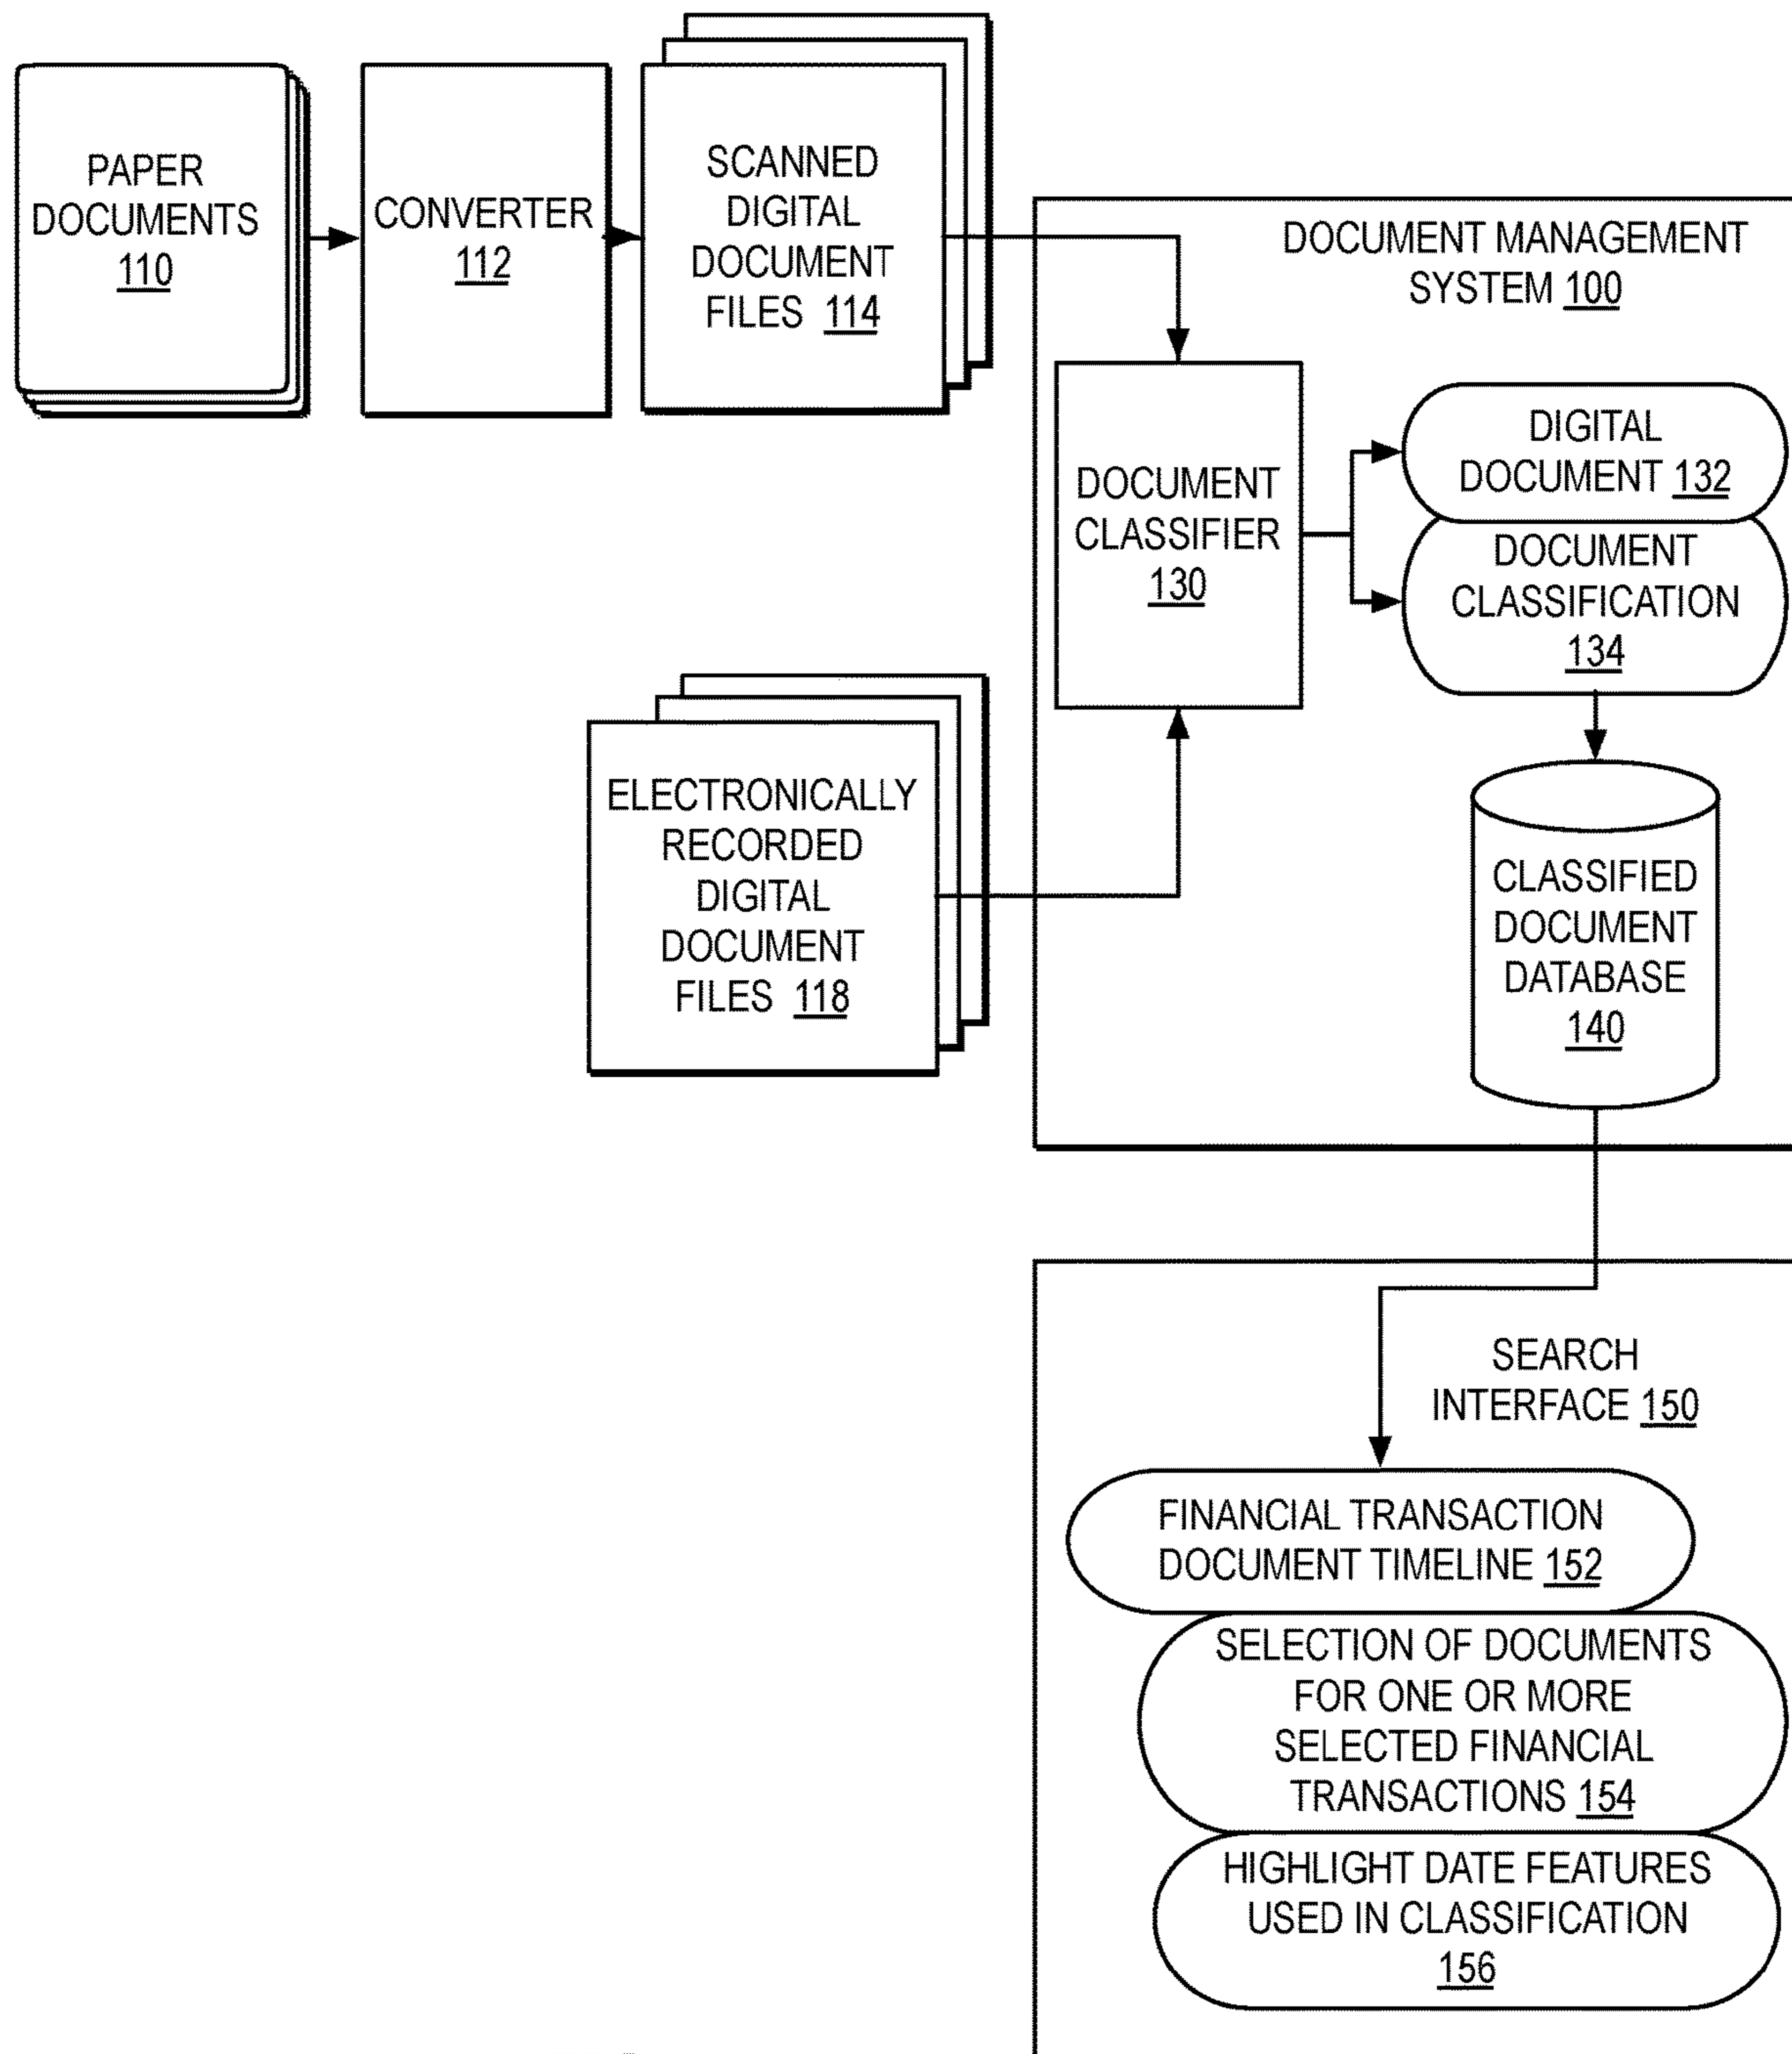 PAPER
DOCUMENTS
110
CONVERTER
112
SCANNED
DIGITAL
DOCUMENT
FILES 114
DOCUMENT MANAGEMENT
SYSTEM 100
DOCUMENT
CLASSIFIER
130
DIGITAL
DOCUMENT 132
DOCUMENT
CLASSIFICATION
134
ELECTRONICALLY
RECORDED
DIGITAL
DOCUMENT
FILES 118
CLASSIFIED
DOCUMENT
DATABASE
140
SEARCH
INTERFACE 150
FINANCIAL TRANSACTION
DOCUMENT TIMELINE 152
SELECTION OF DOCUMENTS
FOR ONE OR MORE
SELECTED FINANCIAL
TRANSACTIONS 154
HIGHLIGHT DATE FEATURES
USED IN CLASSIFICATION
156